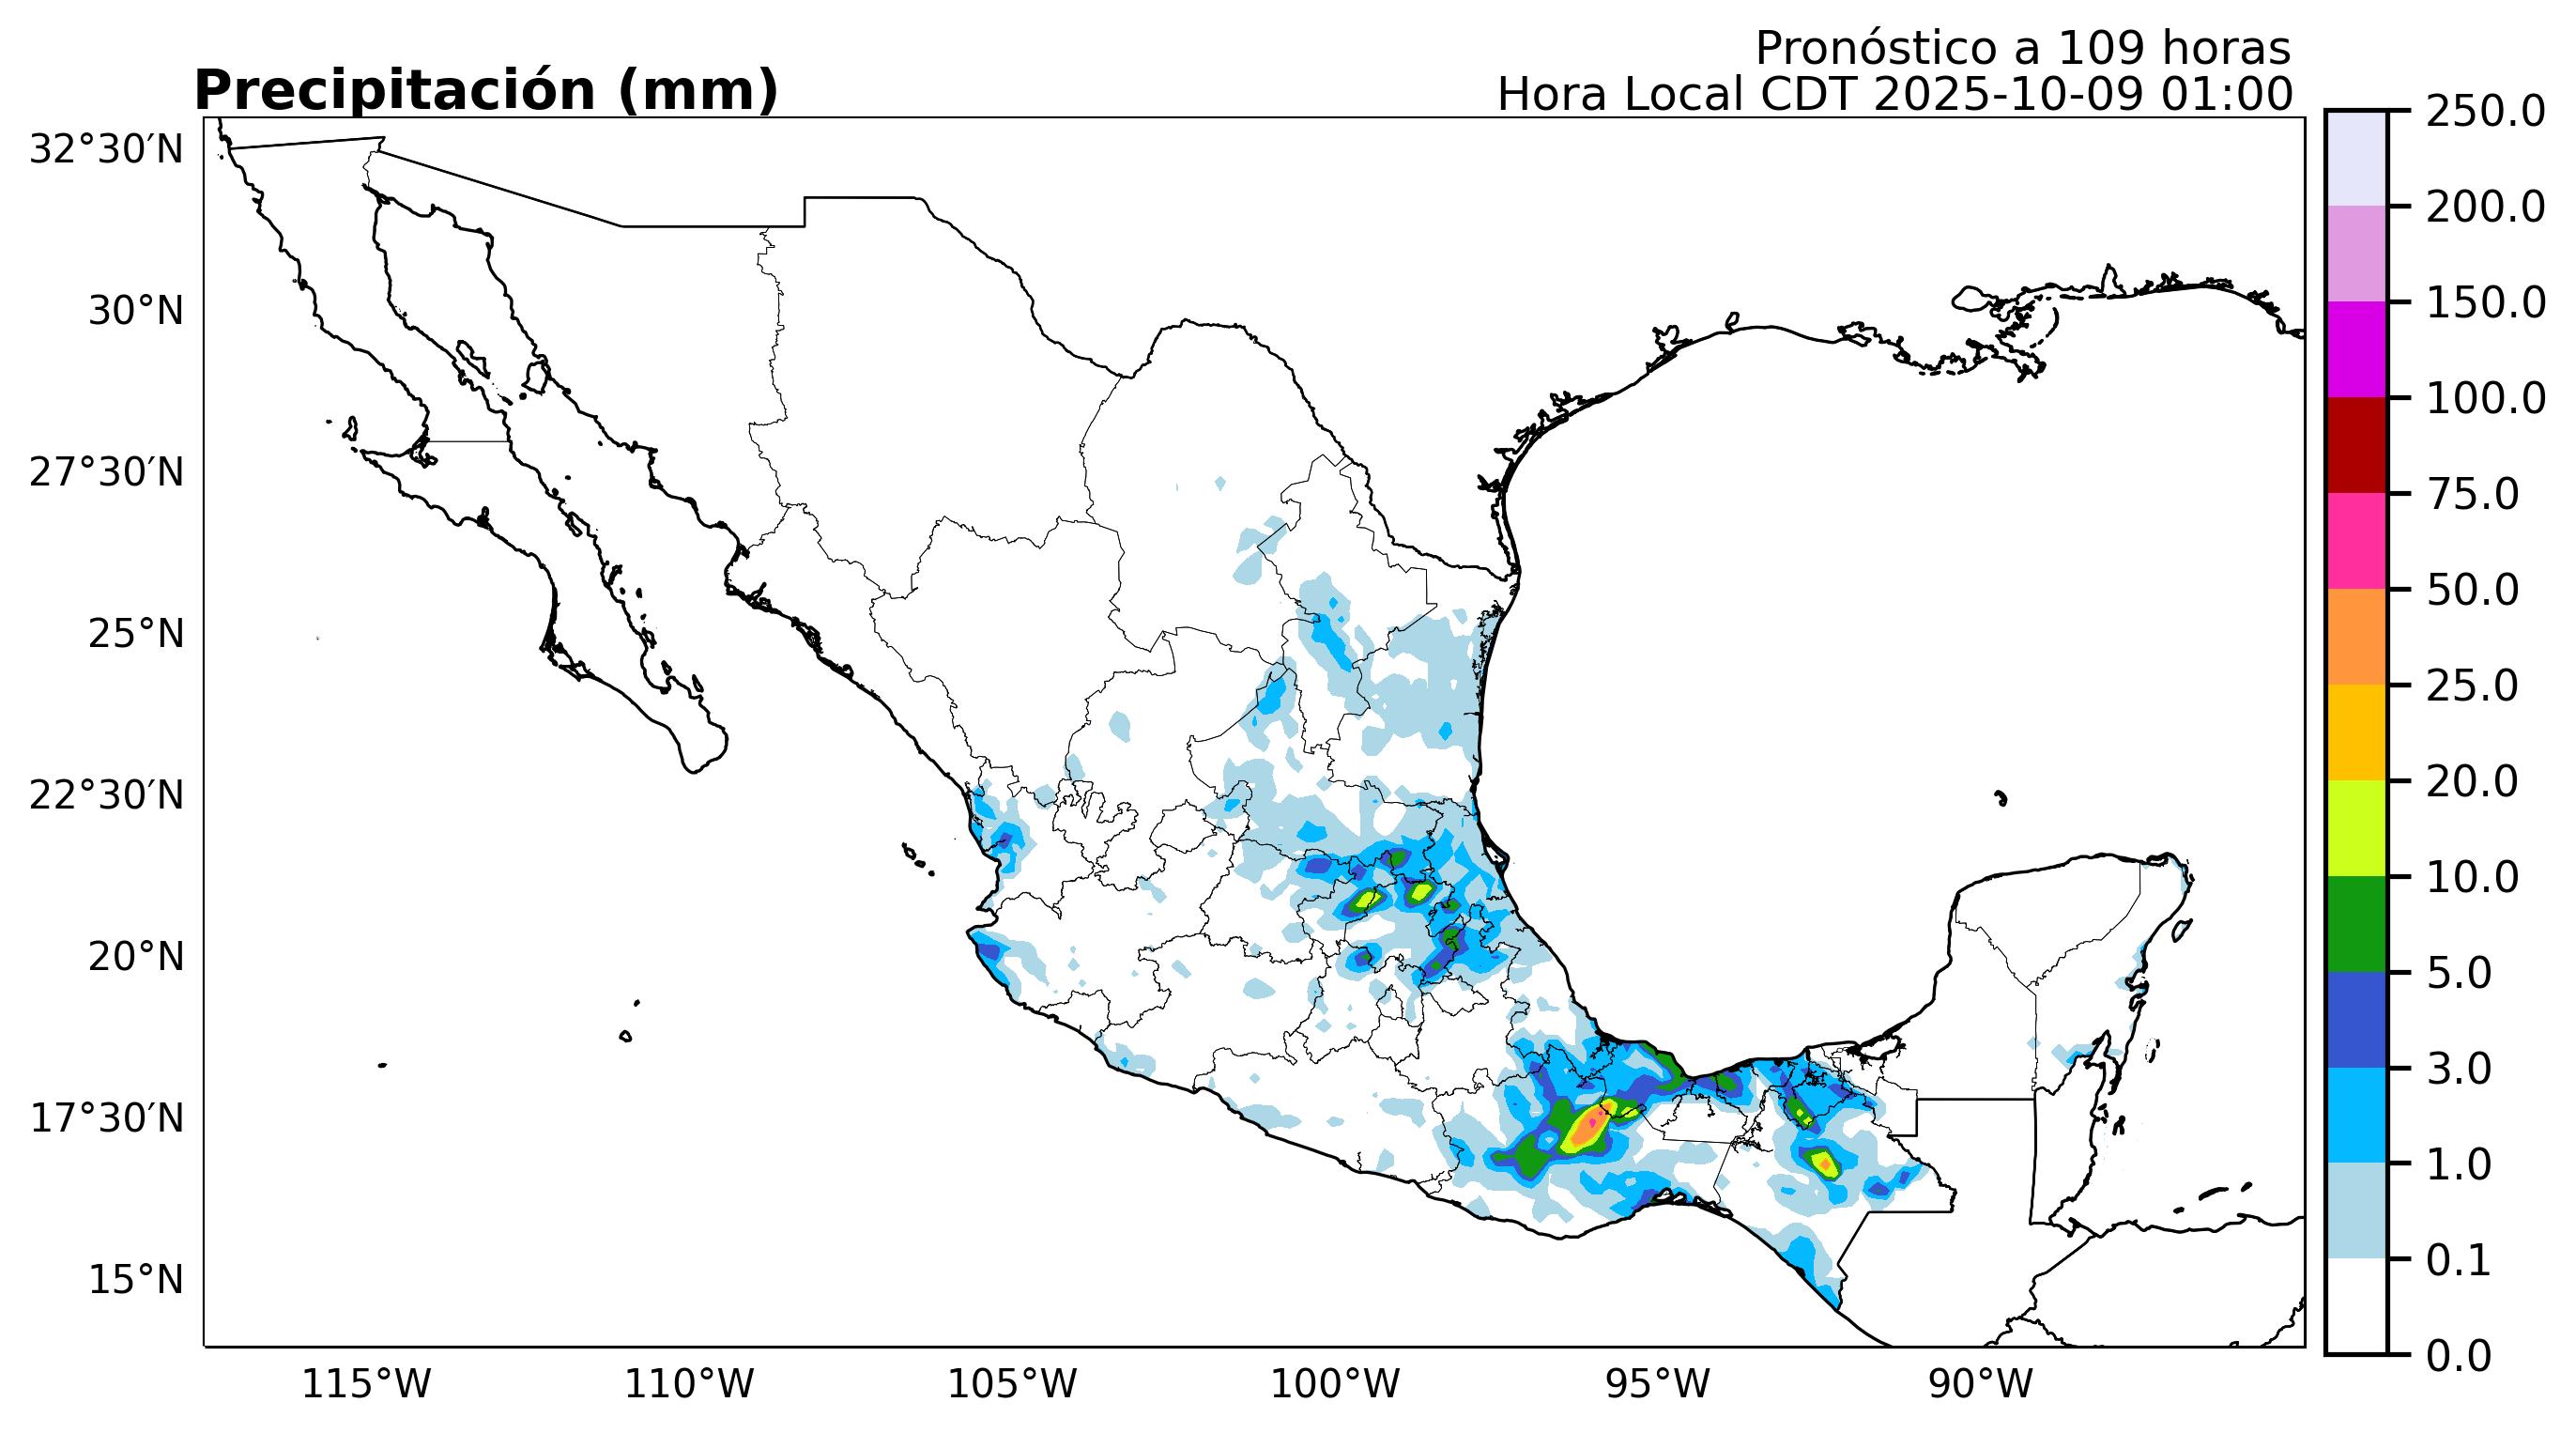 Pronóstico a 109 horas
Precipitación (mm)
Hora Local CDT 2025-10-09 01:00
32°30′N
30°N
27°30′N
25°N
22°30′N
20°N
17°30′N
15°N
115°W
110°W
105°W
100°W
95°W
90°W
250.0
200.0
150.0
100.0
75.0
50.0
25.0
20.0
10.0
5.0
3.0
1.0
0.1
0.0